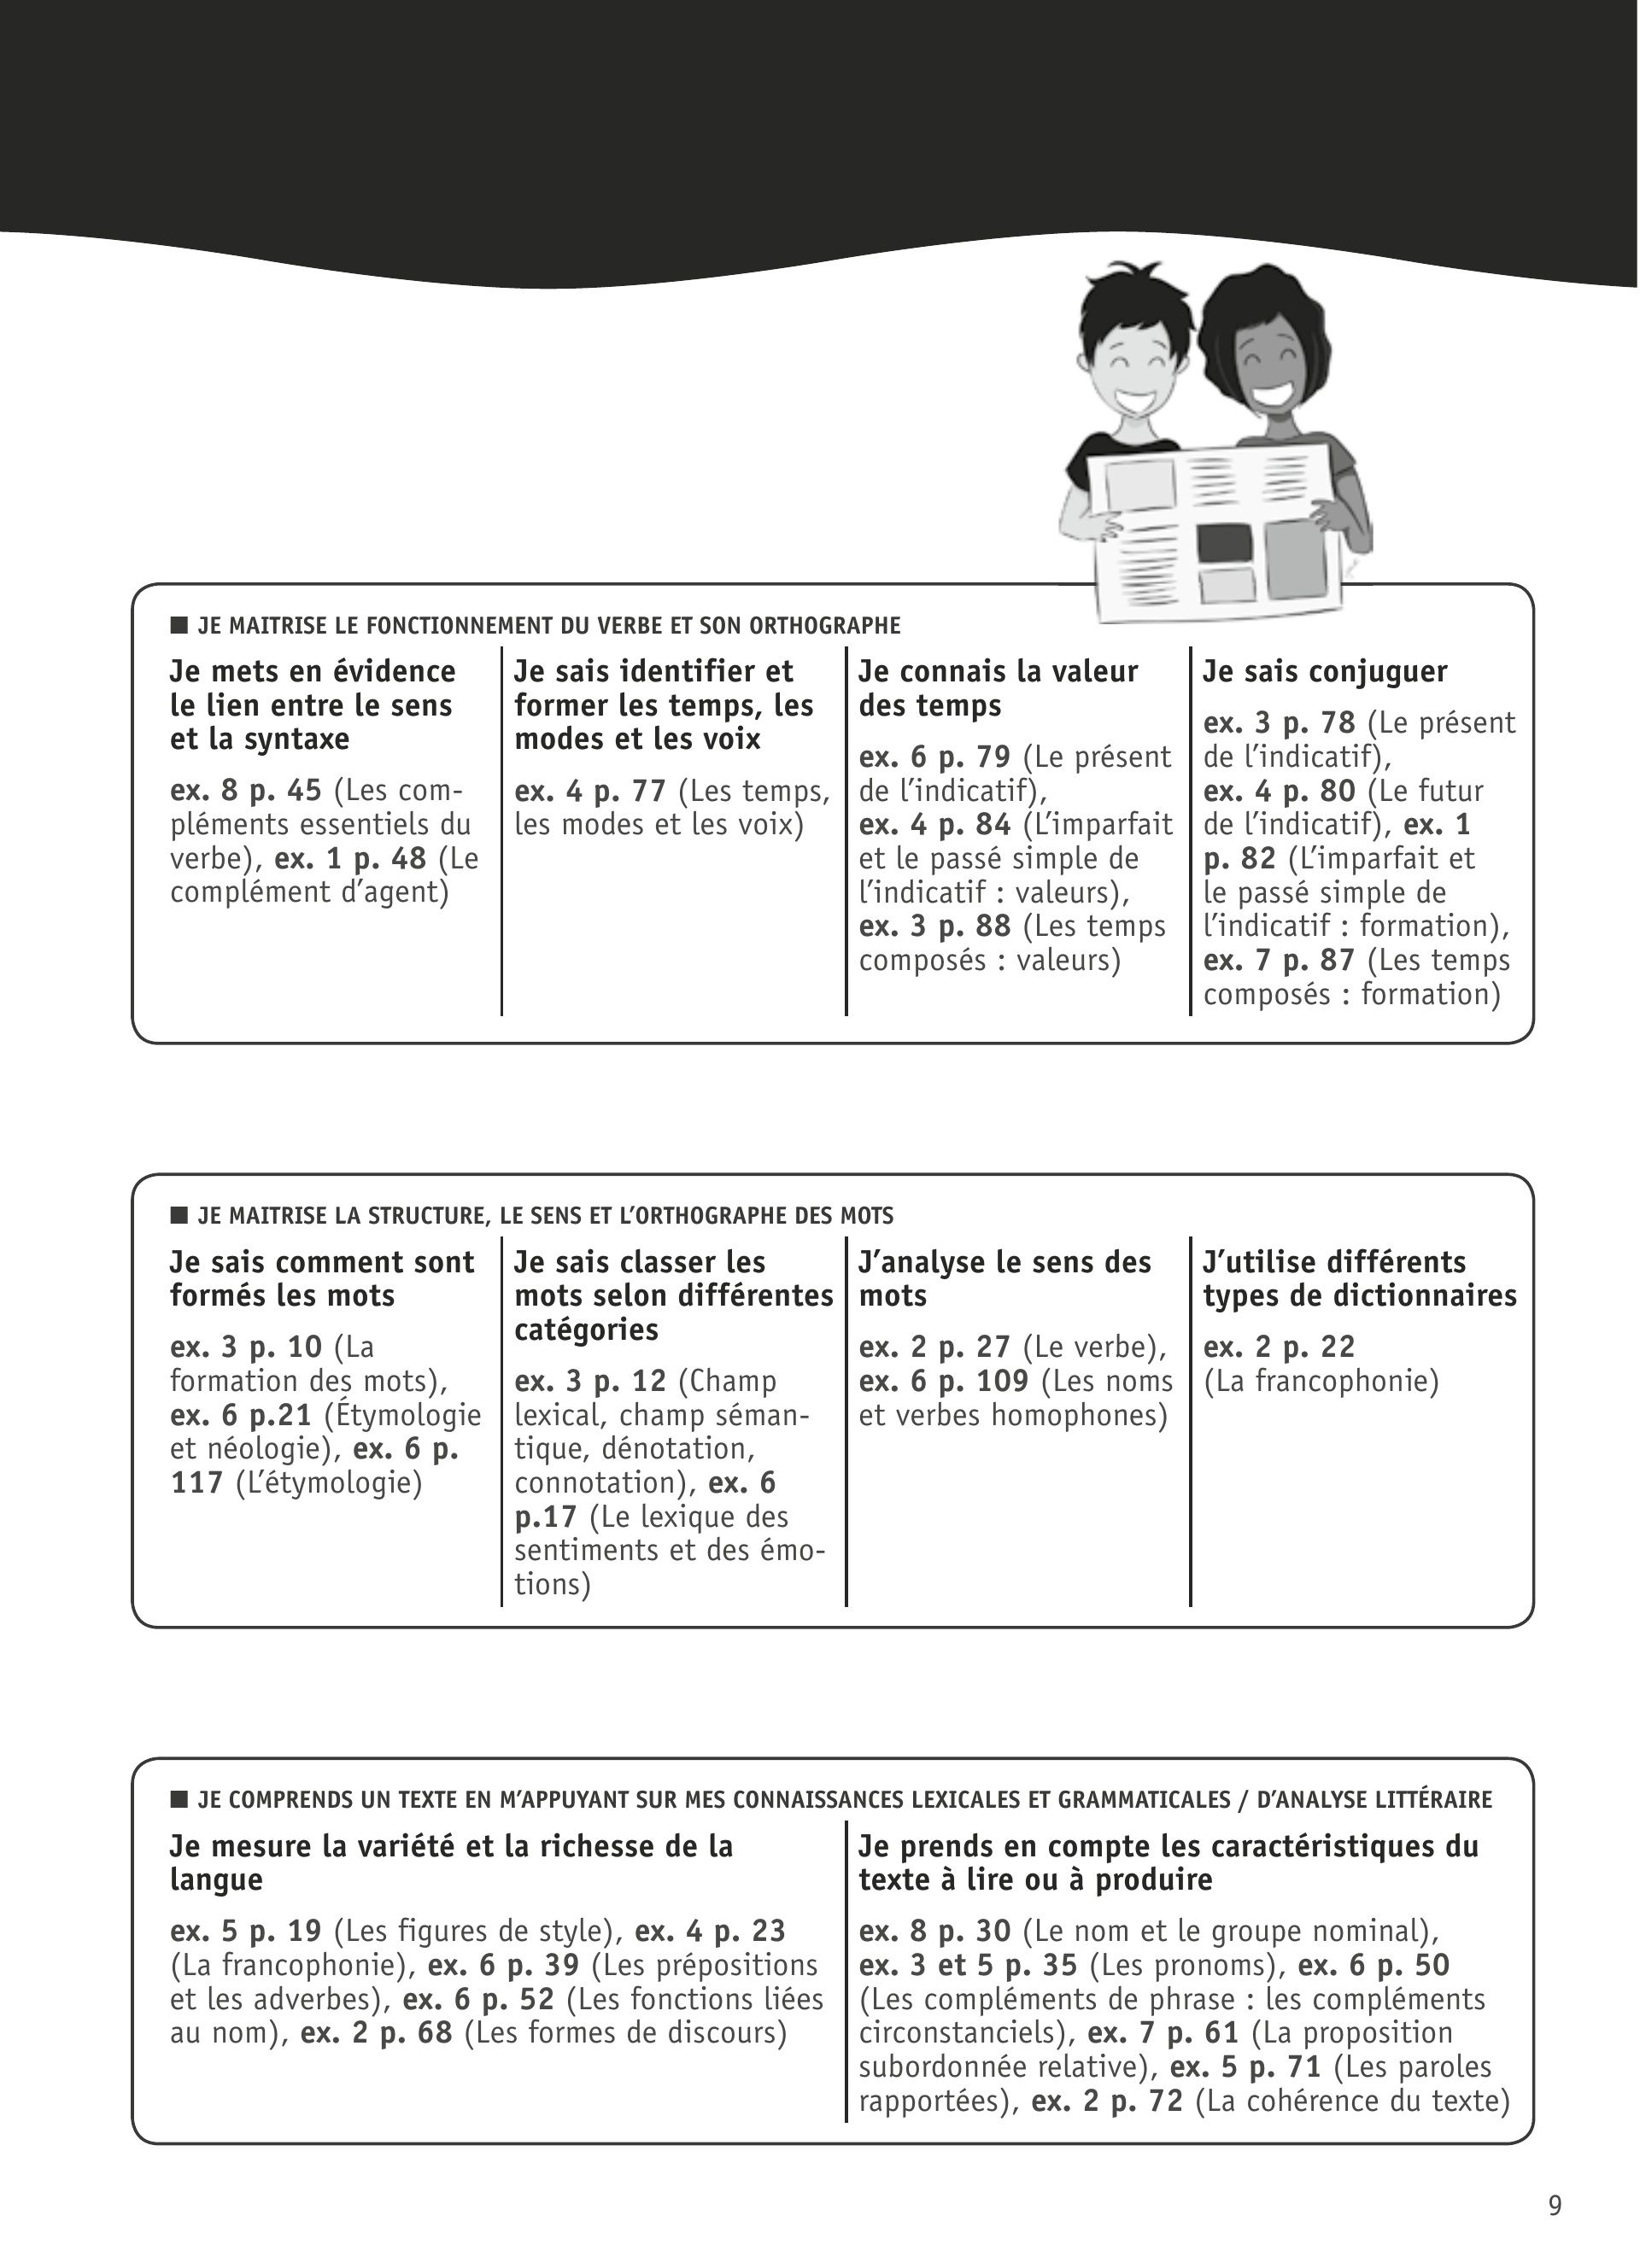 ■ JE MAITRISE LE FONCTIONNEMENT DU VERBE ET SON ORTHOGRAPHE
Je mets en évidence
le lien entre le sens
et la syntaxe
ex. 8 p. 45 (Les com-
pléments essentiels du
verbe), ex. 1 p. 48 (Le
complément d’agent)
Je sais identifier et
former les temps, les
modes et les voix
ex. 4 p. 77 (Les temps,
les modes et les voix)
Je connais la valeur
des temps
ex. 6 p. 79 (Le présent
de l’indicatif),
ex. 4 p. 84 (L’imparfait
et le passé simple de
l’indicatif : valeurs),
ex. 3 p. 88 (Les temps
composés : valeurs)
Je sais conjuguer
ex. 3 p. 78 (Le présent
de l’indicatif),
ex. 4 p. 80 (Le futur
de l’indicatif), ex. 1
p. 82 (L’imparfait et
le passé simple de
l’indicatif : formation),
ex. 7 p. 87 (Les temps
composés : formation)
■ JE MAITRISE LA STRUCTURE, LE SENS ET L’ORTHOGRAPHE DES MOTS
Je sais comment sont
formés les mots
ex. 3 p. 10 (La
formation des mots),
ex. 6 p.21 (Étymologie
et néologie), ex. 6 p.
117 (L’étymologie)
Je sais classer les
mots selon différentes
catégories
ex. 3 p. 12 (Champ
lexical, champ séman-
tique, dénotation,
connotation), ex. 6
p.17 (Le lexique des
sentiments et des émo-
tions)
J’analyse le sens des
mots
ex. 2 p. 27 (Le verbe),
ex. 6 p. 109 (Les noms
et verbes homophones)
J’utilise différents
types de dictionnaires
ex. 2 p. 22
(La francophonie)
■ JE COMPRENDS UN TEXTE EN M’APPUYANT SUR MES CONNAISSANCES LEXICALES ET GRAMMATICALES / D’ANALYSE LITTÉRAIRE
Je mesure la variété et la richesse de la
langue
ex. 5 p. 19 (Les figures de style), ex. 4 p. 23
(La francophonie), ex. 6 p. 39 (Les prépositions
et les adverbes), ex. 6 p. 52 (Les fonctions liées
au nom), ex. 2 p. 68 (Les formes de discours)
Je prends en compte les caractéristiques du
texte à lire ou à produire
ex. 8 p. 30 (Le nom et le groupe nominal),
ex. 3 et 5 p. 35 (Les pronoms), ex. 6 p. 50
(Les compléments de phrase : les compléments
circonstanciels), ex. 7 p. 61 (La proposition
subordonnée relative), ex. 5 p. 71 (Les paroles
rapportées), ex. 2 p. 72 (La cohérence du texte)
9